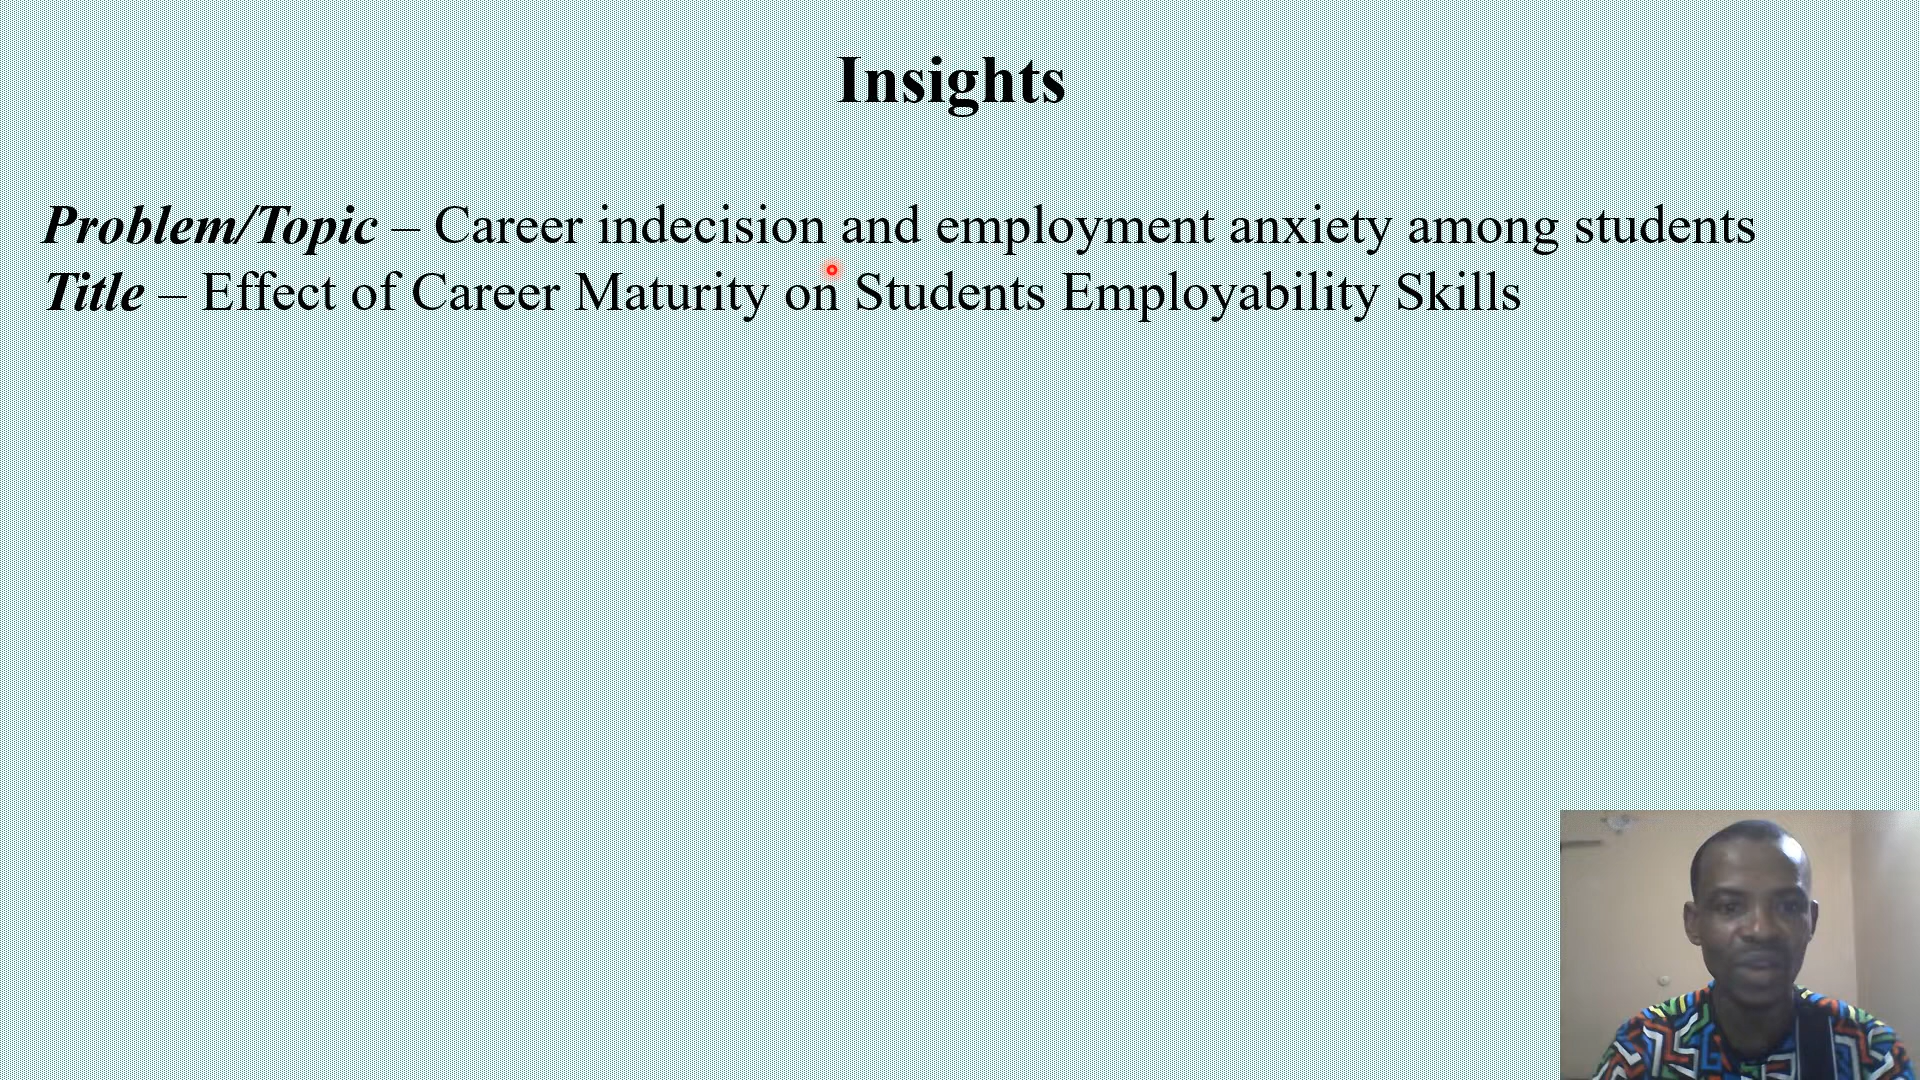 Insights
Problem/Topic – Career indecision and employment anxiety among students
Title – Effect of Career Maturity on Students Employability Skills